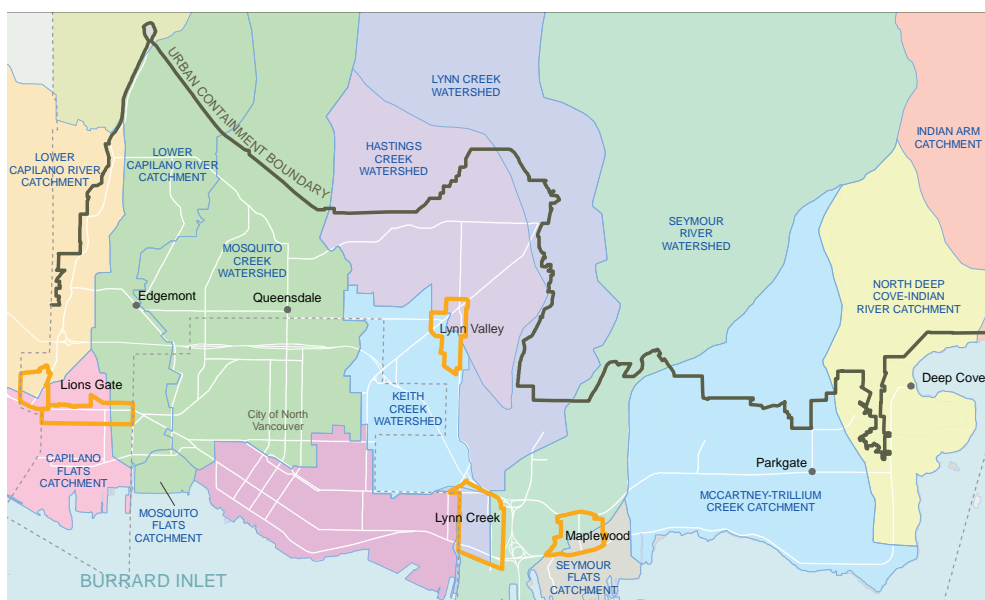 LYNN CREEK
WATERSHED
URBAN CONTAINMENT BOUNDARY
INDIAN ARM
CATCHMENT
HASTINGS
CREEK
WATERSHED
LOWER
CAPILANO RIVER
CATCHMENT
LOWER
CAPILANO RIVER
CATCHMENT
SEYMOUR
RIVER
WATERSHED
MOSQUITO
CREEK
WATERSHED
NORTH DEEP
COVE-INDIAN
RIVER CATCHMENT
Edgemont
Queensdale
Lynn Valley
Lions Gate
Deep Cove
KEITH
CREEK
WATERSHED
City of North
Vancouver
CAPILANO
FLATS
CATCHMENT
Parkgate
MCCARTNEY-TRILLIUM
CREEK CATCHMENT
MOSQUITO
FLATS
CATCHMENT
Lynn Creek
Maplewood
SEYMOUR
FLATS
CATCHMENT
BURRARD INLET